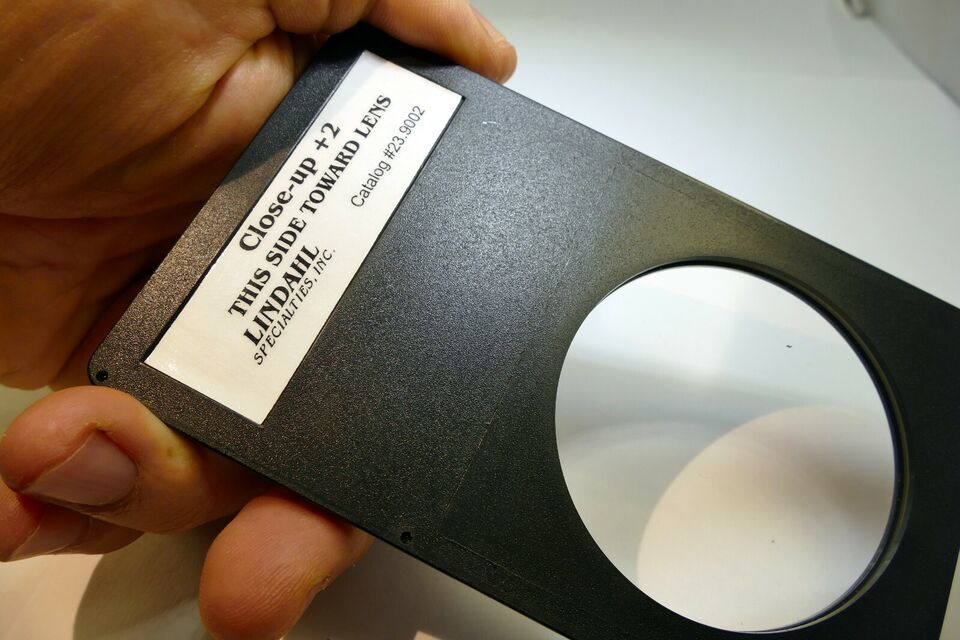 Close-up +2
THIS SIDE TOWARD LENS
LINDAHL
SPECIALTIES, INC.
Catalog #23.9002